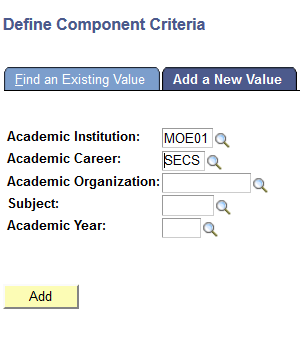 Define Component Criteria
Find an Existing Value Add a New Value
Academic Institution: MOE01
Academic Career: SECS
Academic Organization:
Subject:
Academic Year:
Add